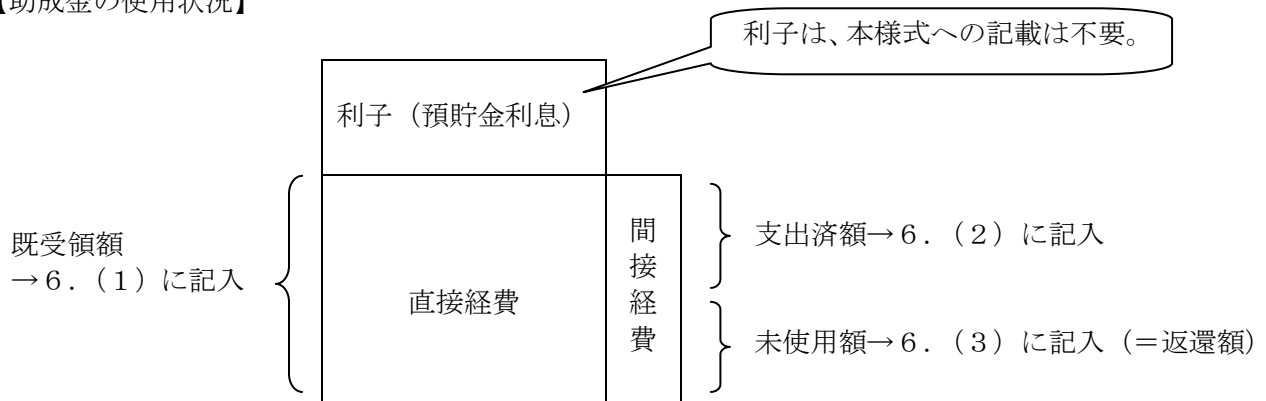 【助成金の使用状況】
利子は、本様式への記載は不要。
利子（預貯金利息）
既受領額
→６．（１）に記入
直接経費
間接経費
支出済額→６．（２）に記入
未使用額→６．（３）に記入（＝返還額）